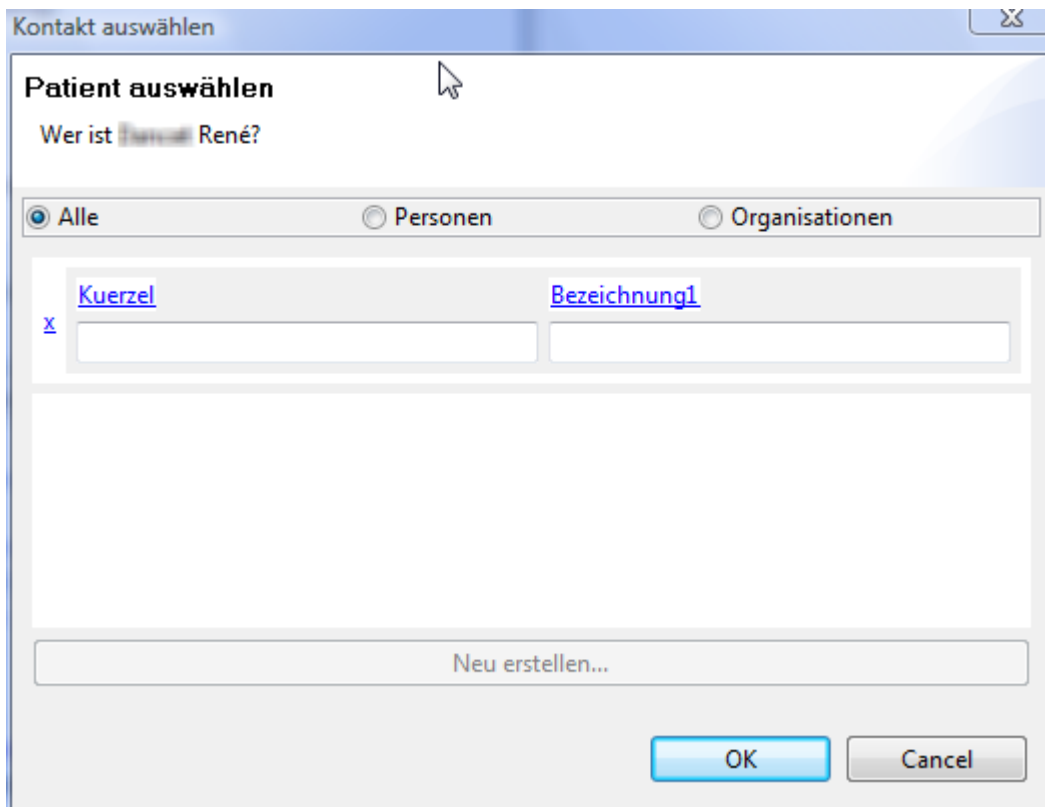 Kontakt auswählen
Patient auswählen
Wer ist René?
Alle Personen Organisationen
Kuerzel Bezeichnung1
x
Neu erstellen...
OK Cancel